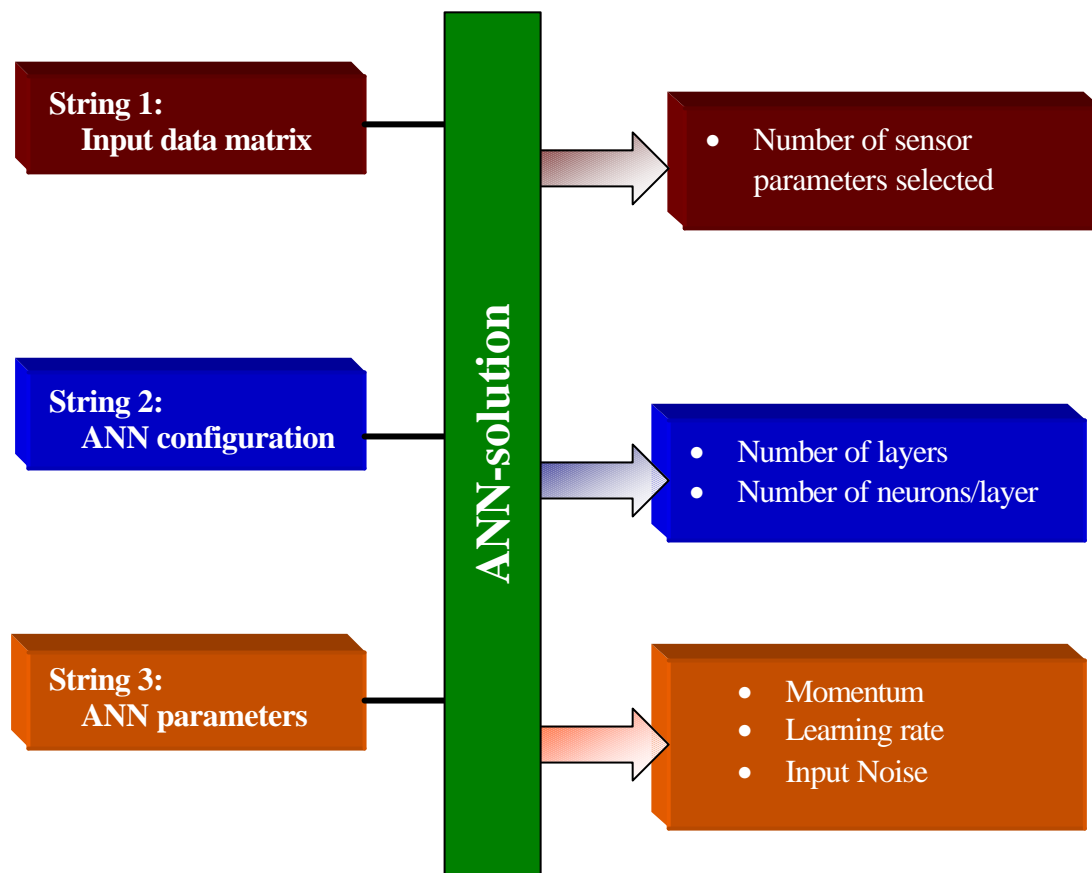 String 1:
Input data matrix
• Number of sensor
parameters selected
ANN-solution
String 2:
ANN configuration
• Number of layers
• Number of neurons/layer
String 3:
ANN parameters
• Momentum
• Learning rate
• Input Noise